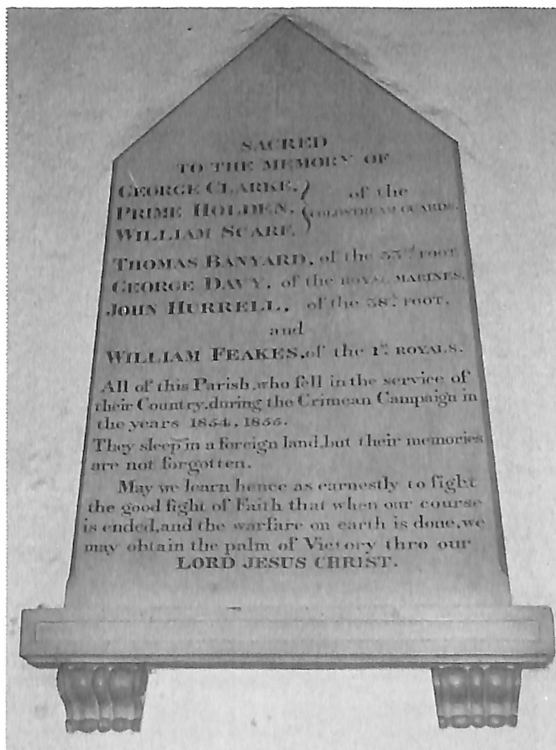 SACRED
TO THE MEMORY OF
GEORGE CLARKE,
PRIME HOLDEN, } of the COLDSTREAM GUARDS.
WILLIAM SCARF,
THOMAS BANYARD, of the FOOT
GEORGE DAVY, of the ROYAL MARINES.
JOHN HURRELL, of the 38th FOOT,
and
WILLIAM FEAKES, of the 1st ROYALS.
All of this Parish, who fell in the service of
their Country, during the Crimean Campaign in
the years 1854, 1855.
They sleep in a foreign land, but their memories
are not forgotten.
May we learn hence as earnestly to fight
the good fight of Faith that when our course
is ended, and the warfare on earth is done, we
may obtain the palm of Victory thro our
LORD JESUS CHRIST.